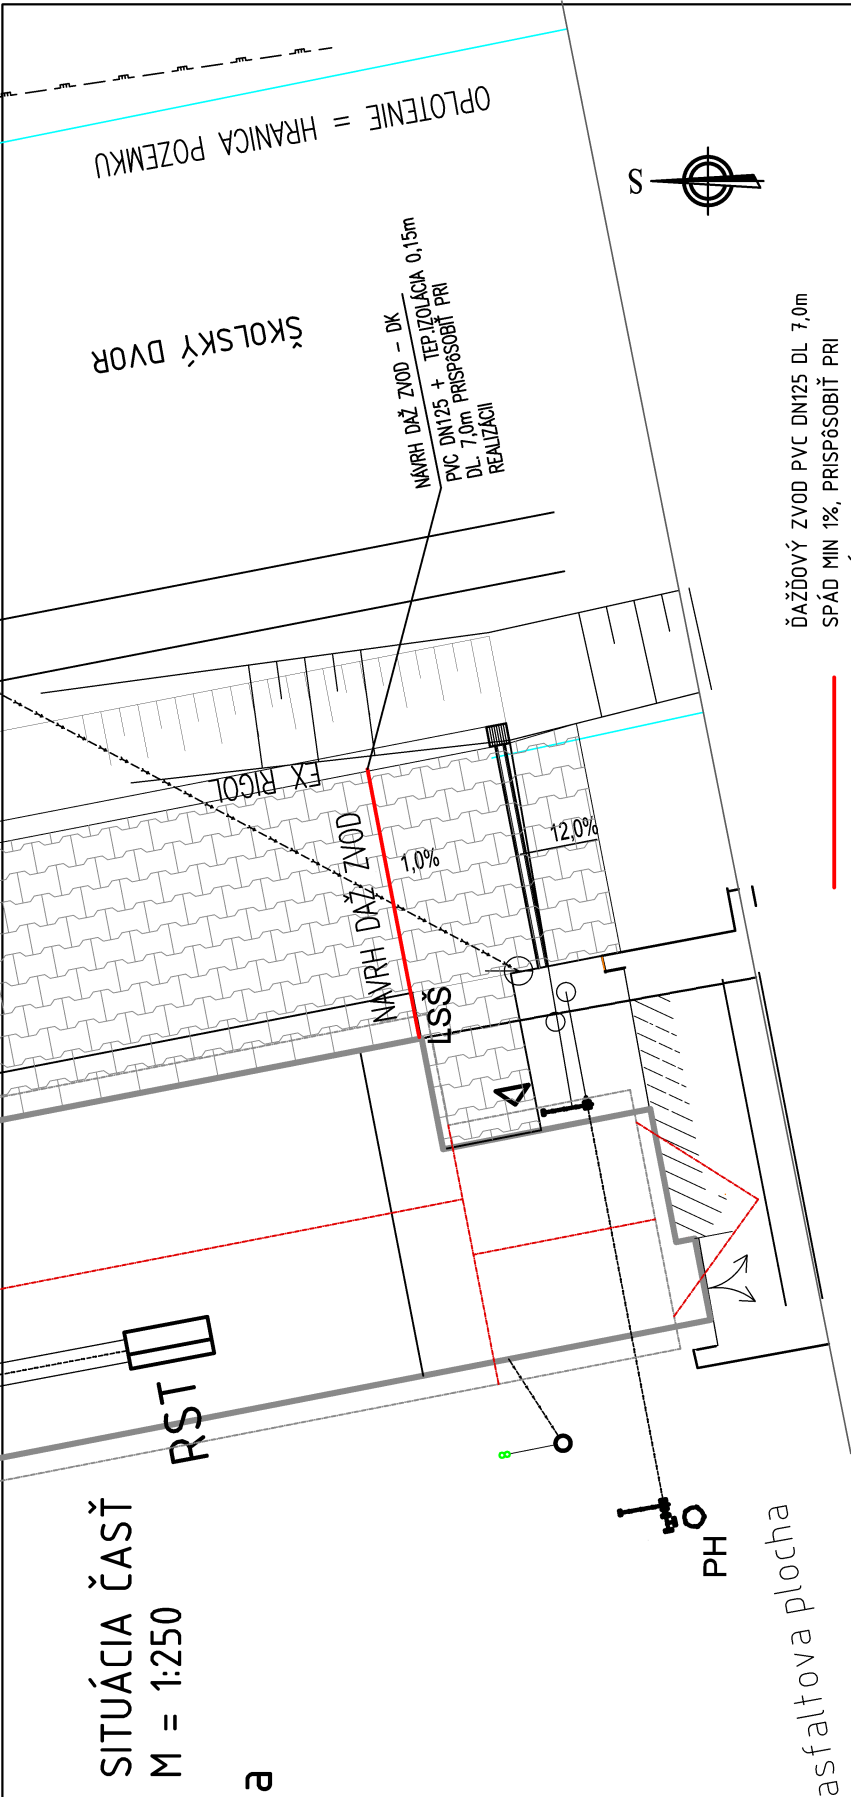 OPLOTENIE = HRANICA POZEMKU
S
ŠKOLSKÝ DVOR
NÁVRH DAŽ ZVOD - DK
PVC DN125 + TEP.IZOLÁCIA 0,15m
DL. 7,0m PRISPôSOBIŤ PRI
REALIZÁCII
ĎAŽĎOVÝ ZVOD PVC DN125 DL 7,0m
SPÁD MIN 1%, PRISPôSOBIŤ PRI
EX RIGOL
NÁVRH DAŽ ZVOD
1,0%
12,0%
LSŠ
RST
8
PH
SITUÁCIA ČASŤ
M = 1:250
a
asfaltova plocha